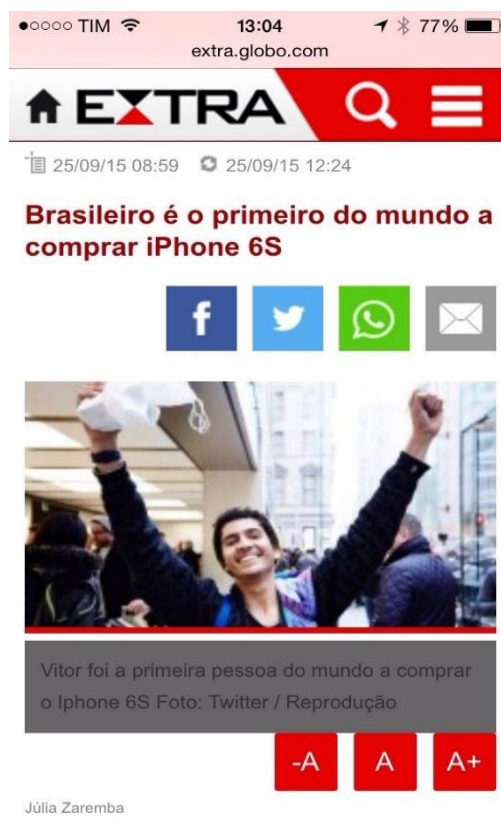 TIM 13:04 77%
extra.globo.com
EXTRA
25/09/15 08:59 25/09/15 12:24
Brasileiro é o primeiro do mundo a
comprar iPhone 6S
f
Vitor foi a primeira pessoa do mundo a comprar
o Iphone 6S Foto: Twitter / Reprodução
-A A A+
Júlia Zaremba